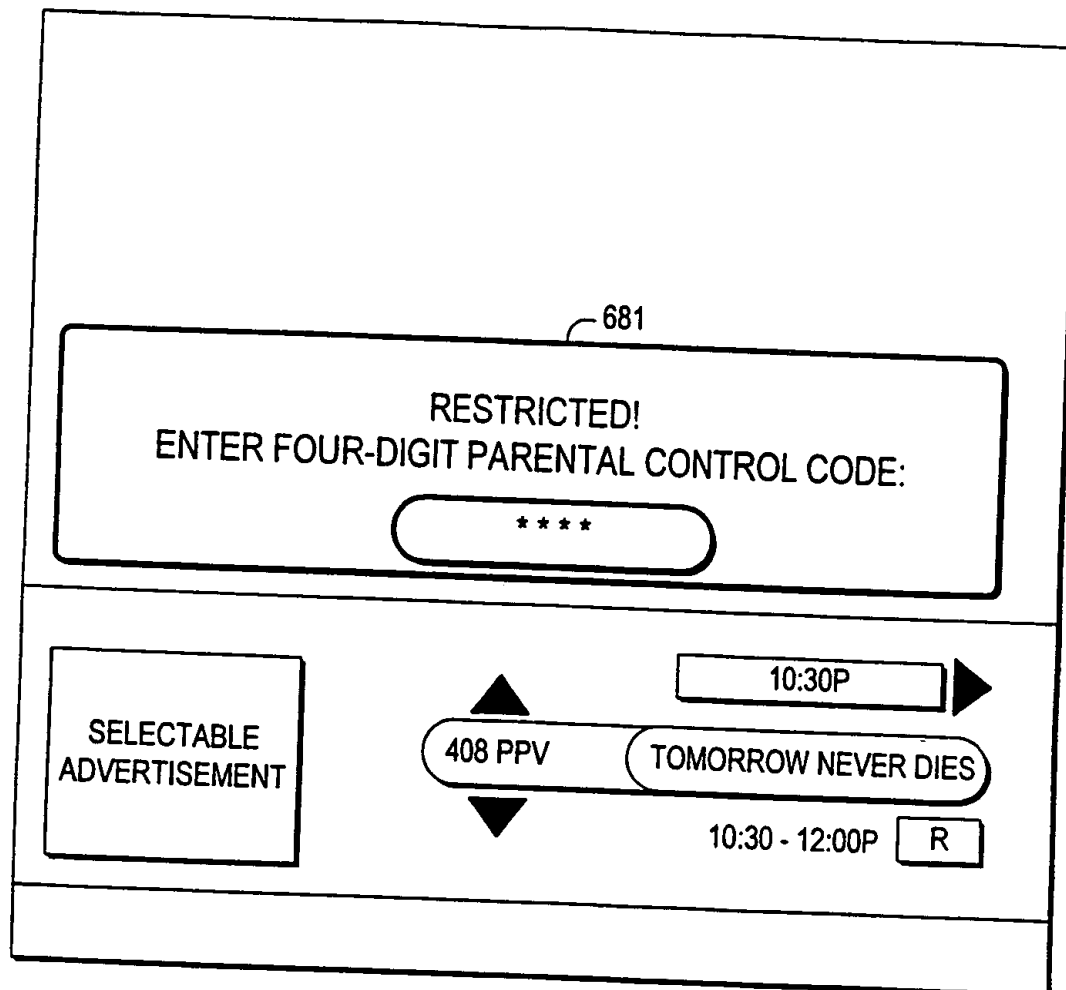 681
RESTRICTED!
ENTER FOUR-DIGIT PARENTAL CONTROL CODE:
* * * *
SELECTABLE
ADVERTISEMENT
10:30P
408 PPV
TOMORROW NEVER DIES
10:30 - 12:00P
R